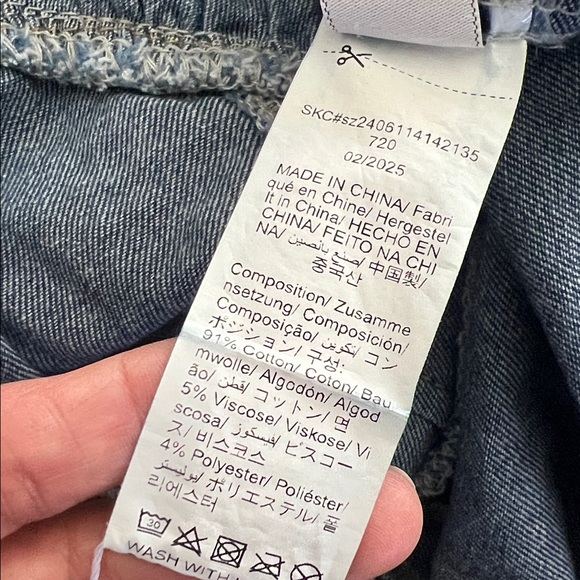 SKC#sz2406114142135
720
02/2025
MADE IN CHINA/ Fabri
qué en Chine/ Hergestel
lt in China/ HECHO EN
CHINA/ FEITO NA CHI
NA/ صنع بالصين/ 中国製/
중국산
Composition/ Zusamme
nsetzung/ Composición/
Composição/ تكوين/ コン
ポジション/ 구성:
91% Cotton/ Coton/ Bau
mwolle/ Algodón/ Algod
ão/ قطن/ コットン/ 면
5% Viscose/ Viskose/ Vi
scosa/ فيسكوز/ ビスコー
ス/ 비스코스
4% Polyester/ Poliéster/
بوليستر/ ポリエステル/ 폴
리에스터
30
WASH WITH